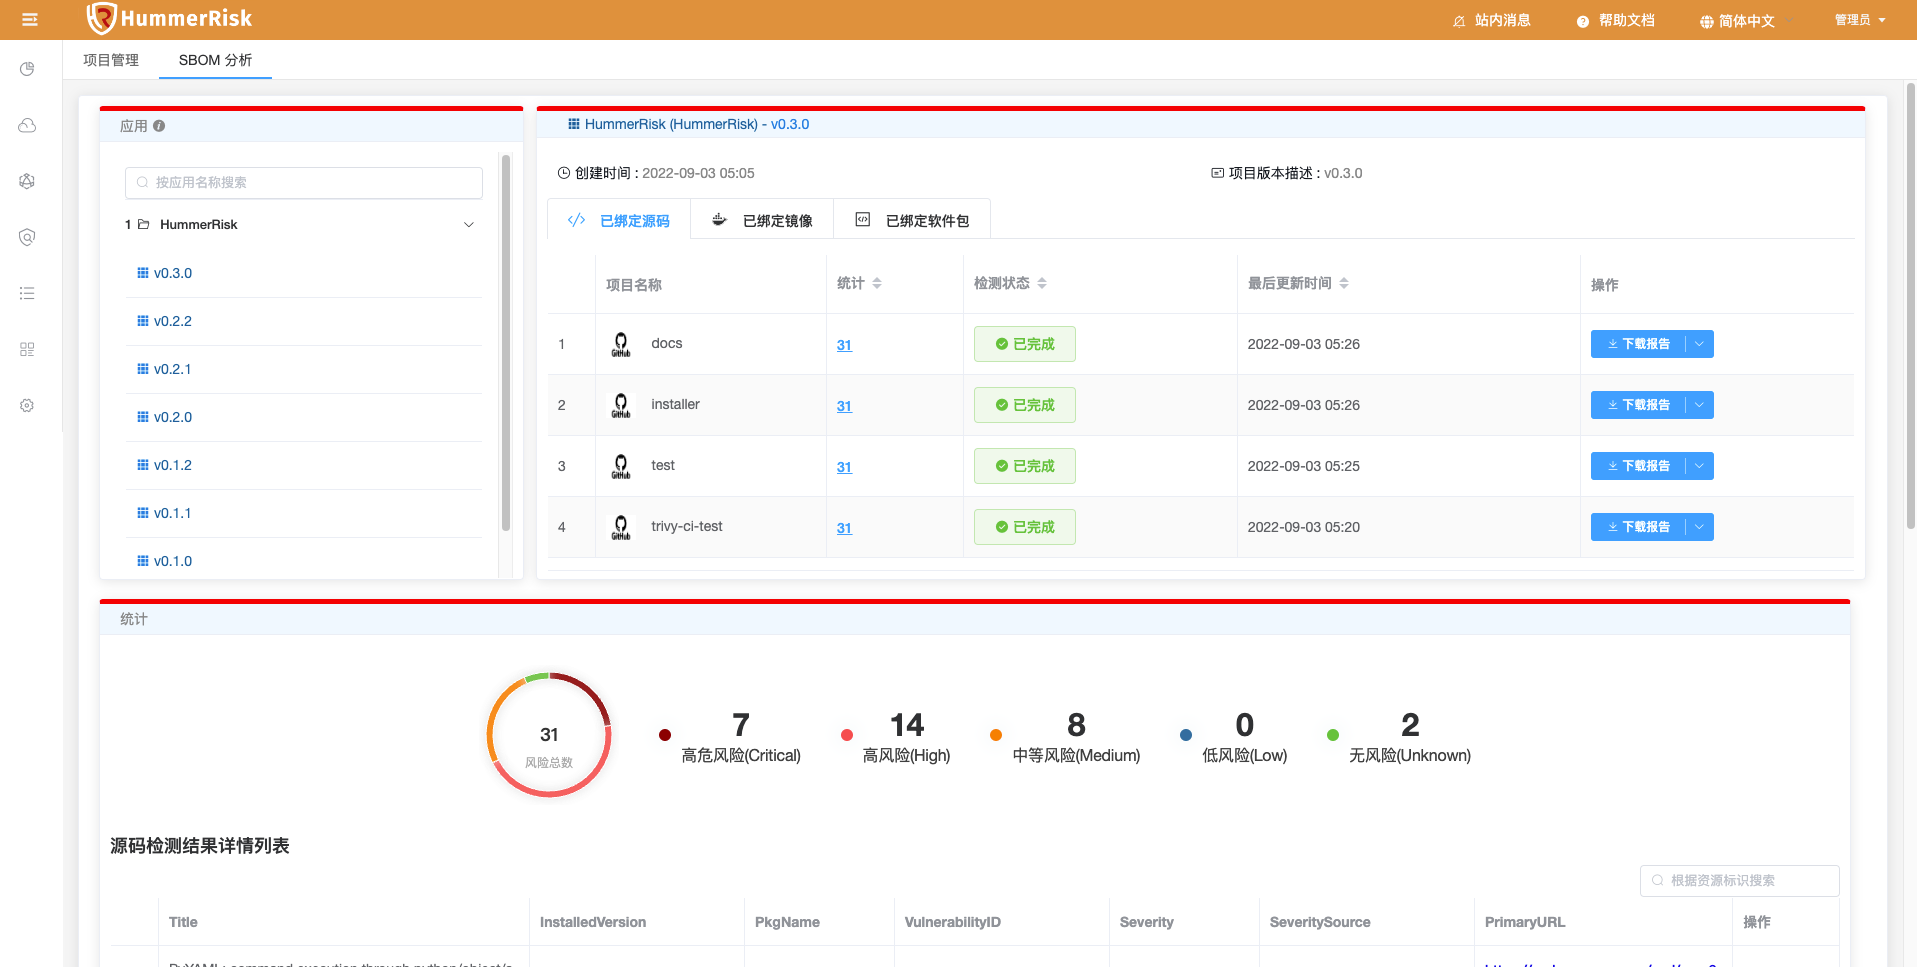 HummerRisk
站内消息
帮助文档
简体中文
管理员
项目管理
SBOM 分析
应用
按应用名称搜索
1 HummerRisk
v0.3.0
v0.2.2
v0.2.1
v0.2.0
v0.1.2
v0.1.1
v0.1.0
HummerRisk (HummerRisk) - v0.3.0
创建时间 : 2022-09-03 05:05
项目版本描述 : v0.3.0
已绑定源码
已绑定镜像
已绑定软件包
项目名称 统计 检测状态 最后更新时间 操作
1 GitHub docs 31 已完成 2022-09-03 05:26 下载报告
2 GitHub installer 31 已完成 2022-09-03 05:26 下载报告
3 GitHub test 31 已完成 2022-09-03 05:25 下载报告
4 GitHub trivy-ci-test 31 已完成 2022-09-03 05:20 下载报告
统计
31
风险总数
7
高危风险(Critical)
14
高风险(High)
8
中等风险(Medium)
0
低风险(Low)
2
无风险(Unknown)
源码检测结果详情列表
根据资源标识搜索
Title InstalledVersion PkgName VulnerabilityID Severity SeveritySource PrimaryURL 操作